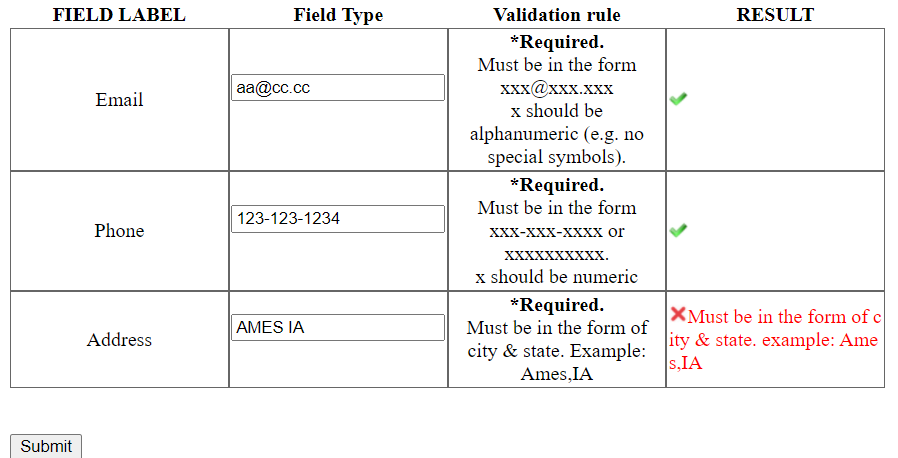 FIELD LABEL Field Type Validation rule RESULT
Email
aa@cc.cc
*Required.
Must be in the form
xxx@xxx.xxx
x should be
alphanumeric (e.g. no
special symbols).
Phone
123-123-1234
*Required.
Must be in the form
xxx-xxx-xxxx or
xxxxxxxxxx.
x should be numeric
Address
AMES IA
*Required.
Must be in the form of
city & state. Example:
Ames,IA
Must be in the form of c
ity & state. example: Ame
s,IA
Submit